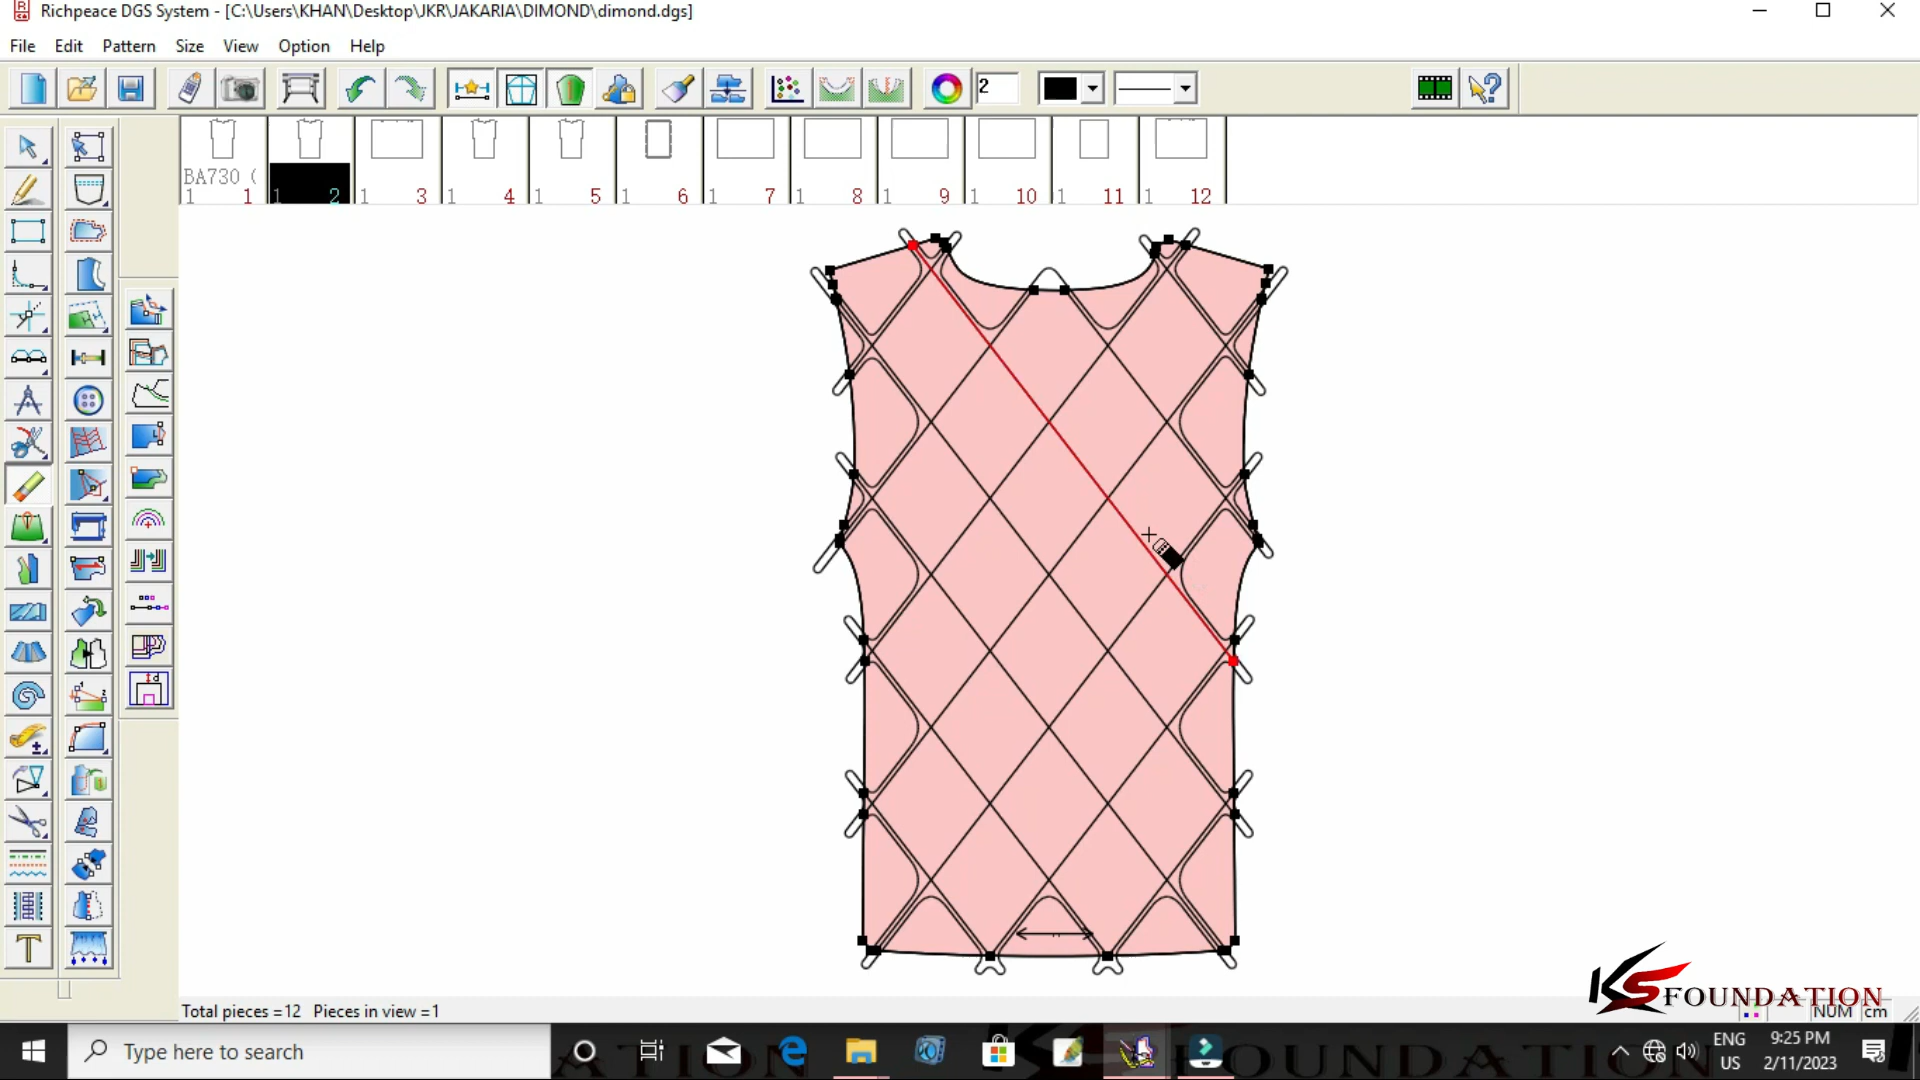 Richpeace DGS System - [C:\Users\KHAN\Desktop\JKR\JAKARIA\DIMOND\dimond.dgs]
File Edit Pattern Size View Option Help
2
BA730 (
1 1 1 2 1 3 1 4 1 5 1 6 1 7 1 8 1 9 1 10 1 11 1 12
KS FOUNDATION
Total pieces =12 Pieces in view =1
NUM cm
Type here to search
ENG
US
9:25 PM
2/11/2023